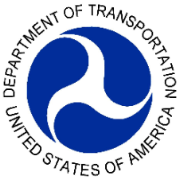 DEPARTMENT OF TRANSPORTATION
UNITED STATES OF AMERICA